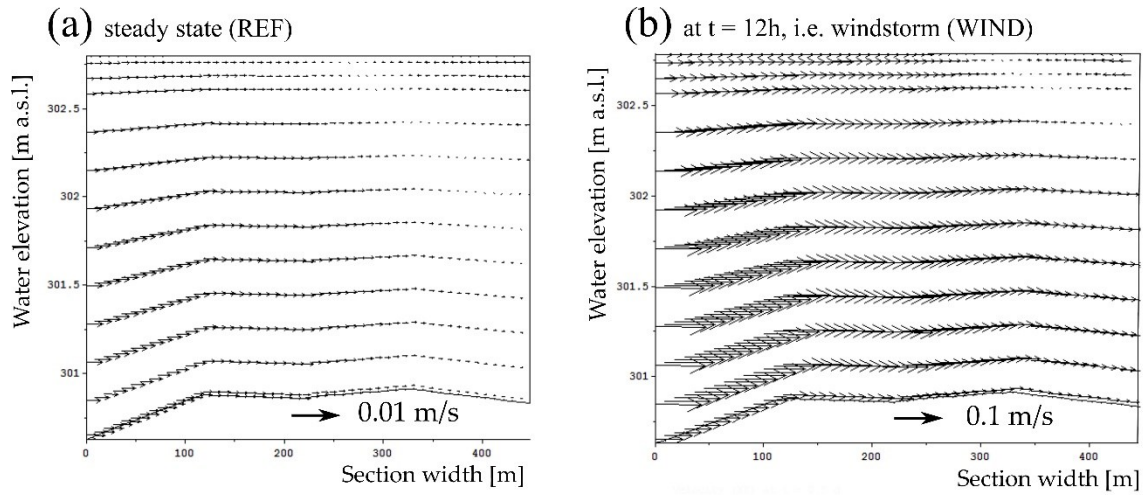 (a) steady state (REF)
Water elevation [m a.s.l.]
302.5
302
301.5
301
0.01 m/s
0 100 200 300 400
Section width [m]
(b) at t = 12h, i.e. windstorm (WIND)
Water elevation [m a.s.l.]
302.5
302
301.5
301
0.1 m/s
0 100 200 300 400
Section width [m]